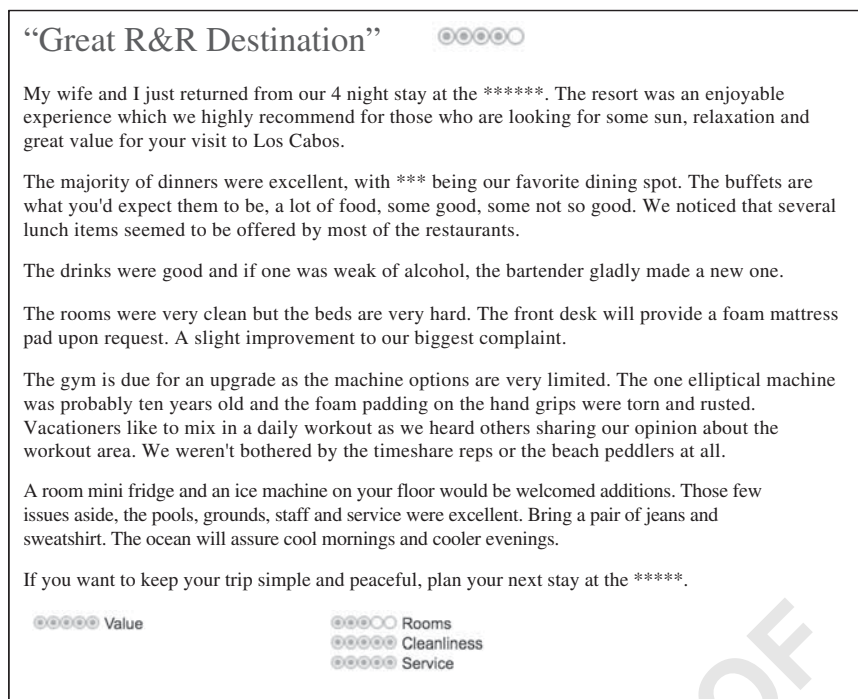 “Great R&R Destination”
My wife and I just returned from our 4 night stay at the ******. The resort was an enjoyable
experience which we highly recommend for those who are looking for some sun, relaxation and
great value for your visit to Los Cabos.
The majority of dinners were excellent, with *** being our favorite dining spot. The buffets are
what you'd expect them to be, a lot of food, some good, some not so good. We noticed that several
lunch items seemed to be offered by most of the restaurants.
The drinks were good and if one was weak of alcohol, the bartender gladly made a new one.
The rooms were very clean but the beds are very hard. The front desk will provide a foam mattress
pad upon request. A slight improvement to our biggest complaint.
The gym is due for an upgrade as the machine options are very limited. The one elliptical machine
was probably ten years old and the foam padding on the hand grips were torn and rusted.
Vacationers like to mix in a daily workout as we heard others sharing our opinion about the
workout area. We weren't bothered by the timeshare reps or the beach peddlers at all.
A room mini fridge and an ice machine on your floor would be welcomed additions. Those few
issues aside, the pools, grounds, staff and service were excellent. Bring a pair of jeans and
sweatshirt. The ocean will assure cool mornings and cooler evenings.
If you want to keep your trip simple and peaceful, plan your next stay at the *****.
Value
Rooms
Cleanliness
Service
OF